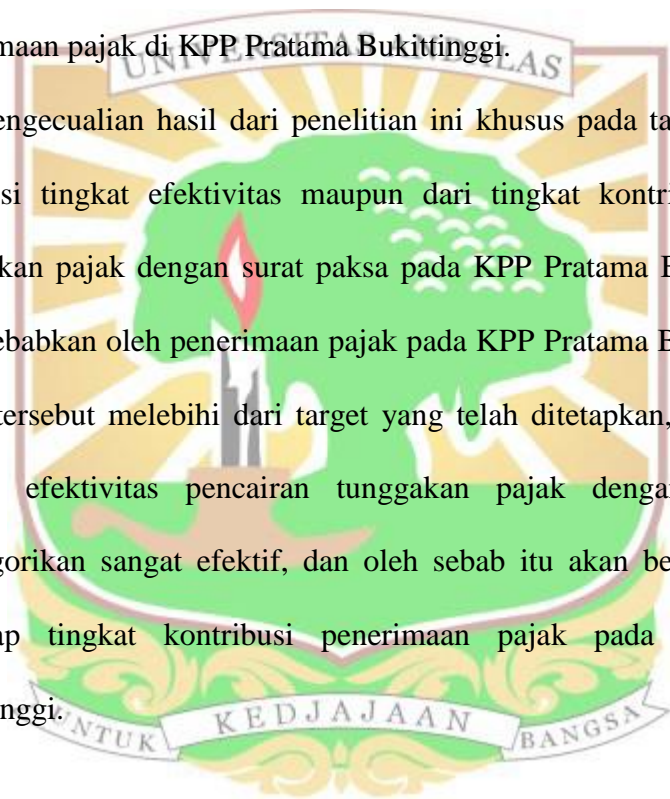 maan pajak di KPP Pratama Bukittinggi.
UNIVERSITAS ANDALAS
engecualian hasil dari penelitian ini khusus pada ta
si tingkat efektivitas maupun dari tingkat kontri
kan pajak dengan surat paksa pada KPP Pratama B
ebabkan oleh penerimaan pajak pada KPP Pratama B
tersebut melebihi dari target yang telah ditetapkan,
efektivitas pencairan tunggakan pajak denga
gorikan sangat efektif, dan oleh sebab itu akan be
ap tingkat kontribusi penerimaan pajak pada
nggi.
UNTUK KEDJAJAAN BANGSA